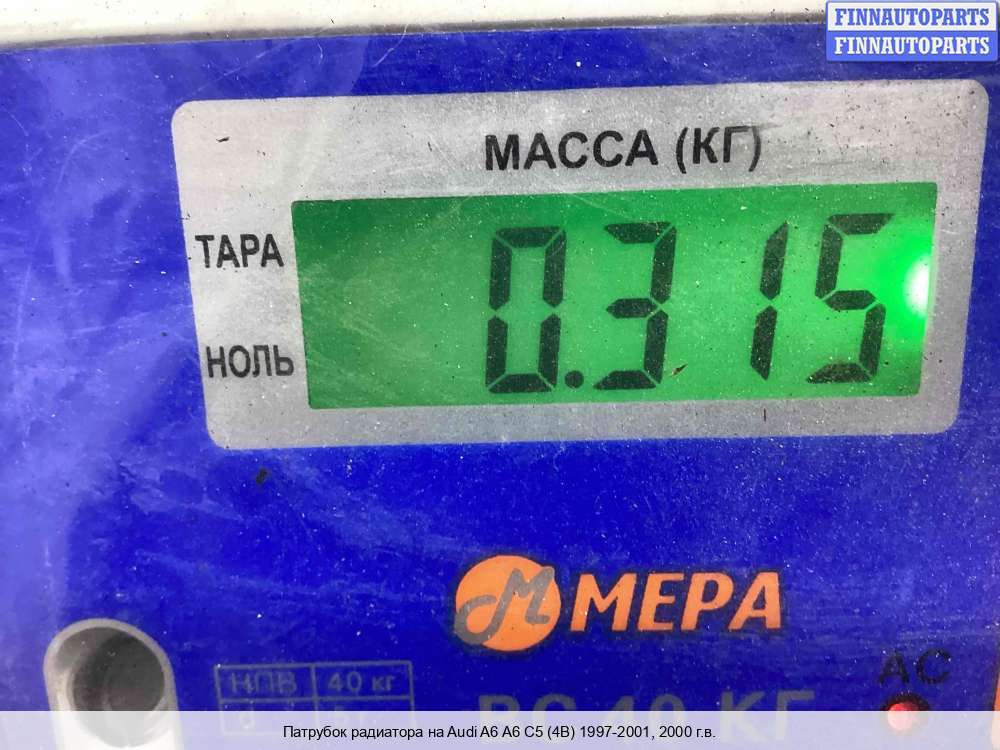 FINNAUTOPARTS
FINNAUTOPARTS
МАССА (КГ)
ТАРА
0.315
НОЛЬ
М МЕРА
AC
НПВ 40 кг
Патрубок радиатора на Audi A6 A6 C5 (4B) 1997-2001, 2000 г.в.